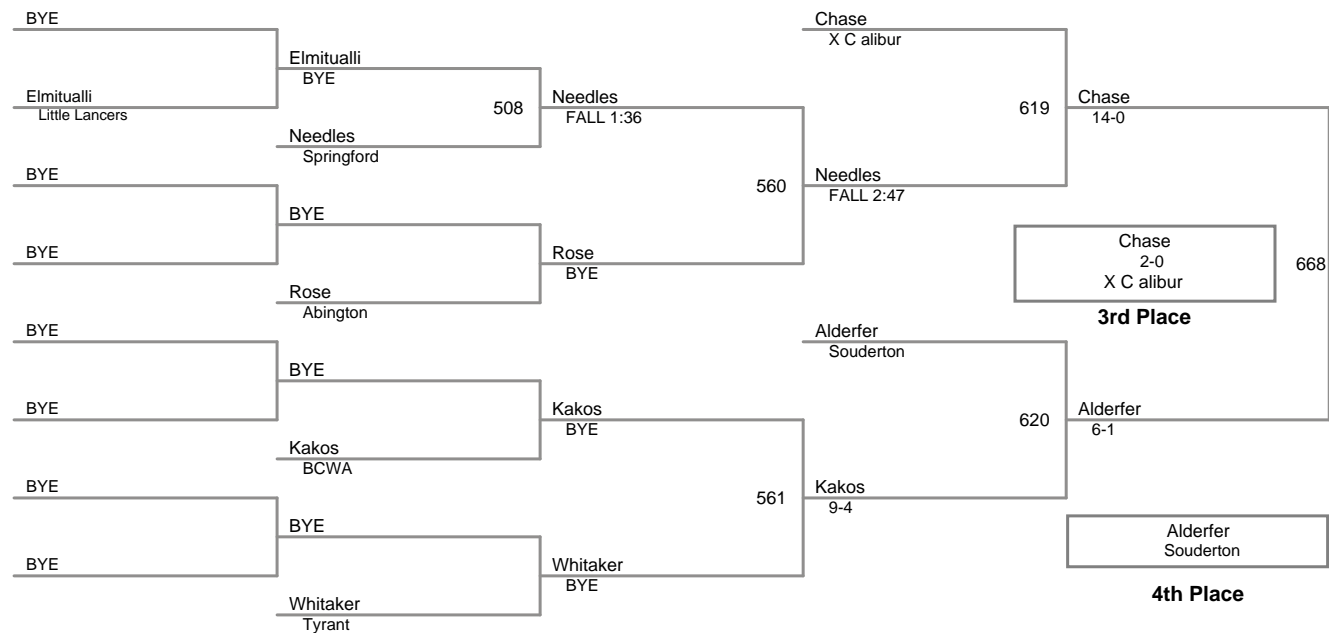 BYE
Elmitualli
Little Lancers
BYE
BYE
BYE
BYE
BYE
BYE
Elmitualli
BYE
Needles
Springford
BYE
Rose
Abington
BYE
Kakos
BCWA
BYE
Whitaker
Tyrant
508
Needles
FALL 1:36
Rose
BYE
Kakos
BYE
Whitaker
BYE
560
561
Chase
X C alibur
Needles
FALL 2:47
Alderfer
Souderton
Kakos
9-4
619
620
Chase
14-0
Alderfer
6-1
668
Chase
2-0
X C alibur
3rd Place
Alderfer
Souderton
4th Place